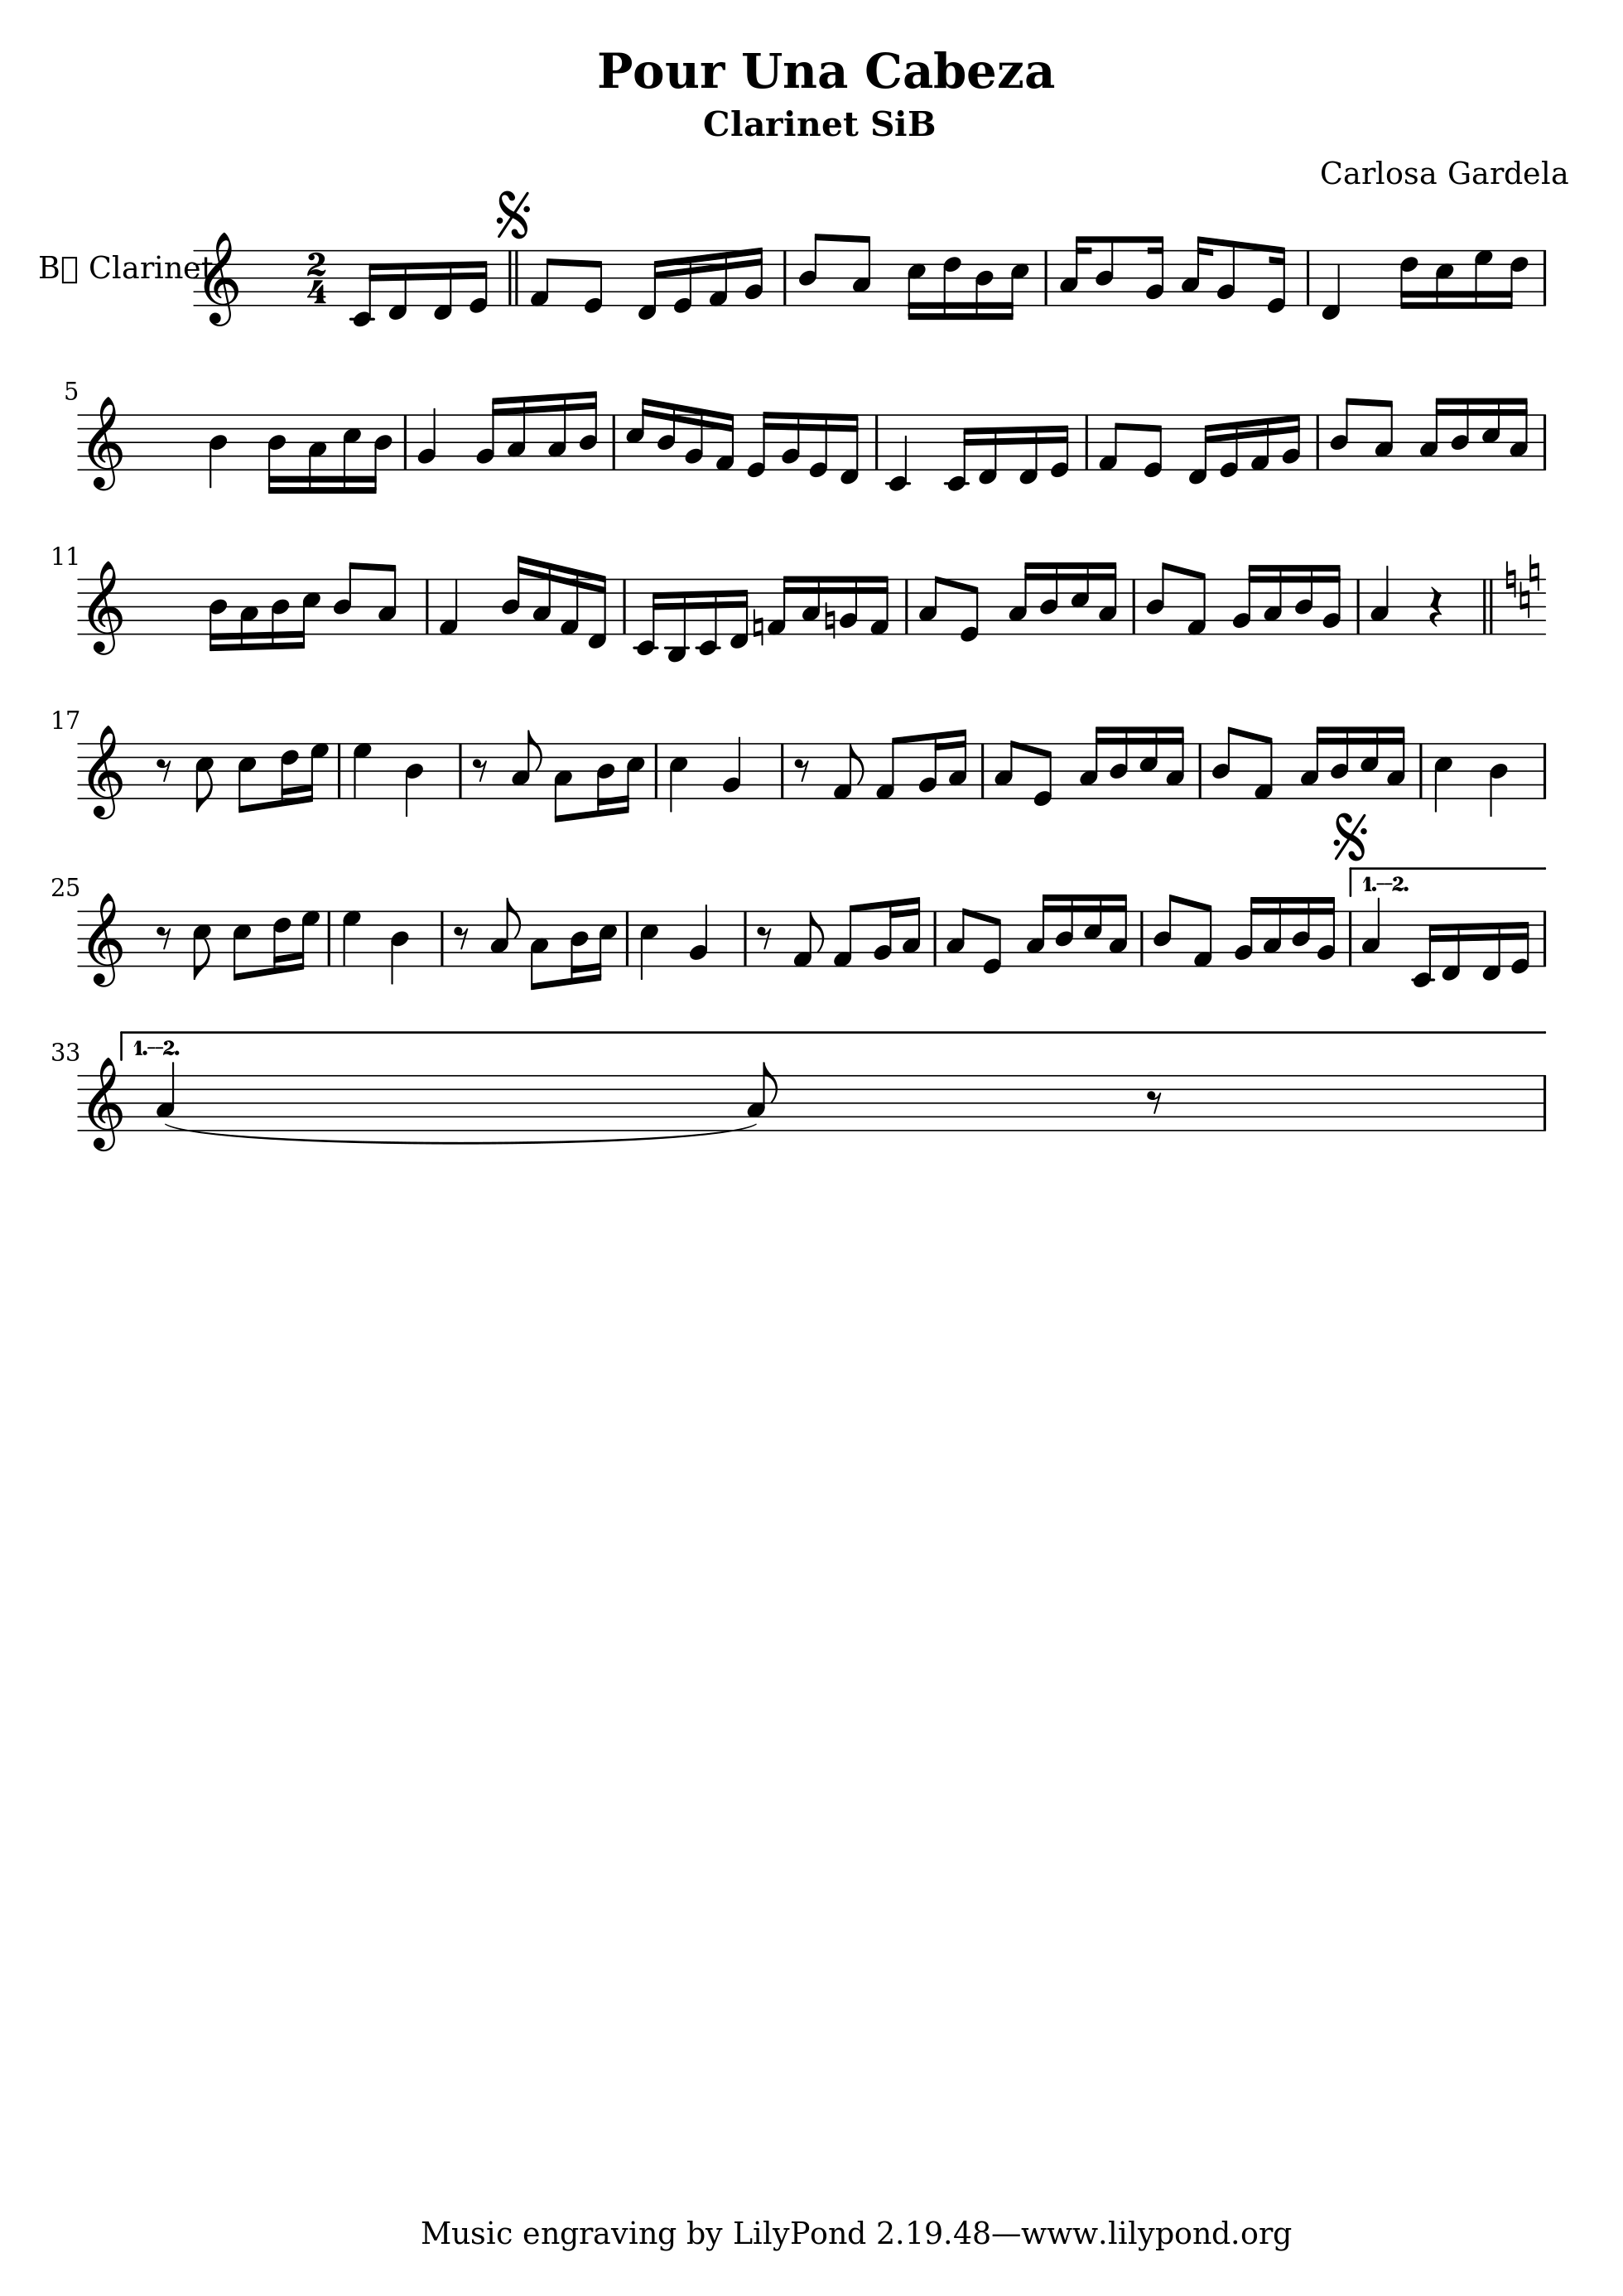 Pour Una Cabeza
Clarinet SiB
Carlosa Gardela
B Clarinet
2
4
5
11
17
25
1.–2.
33
1.–2.
Music engraving by LilyPond 2.19.48—www.lilypond.org